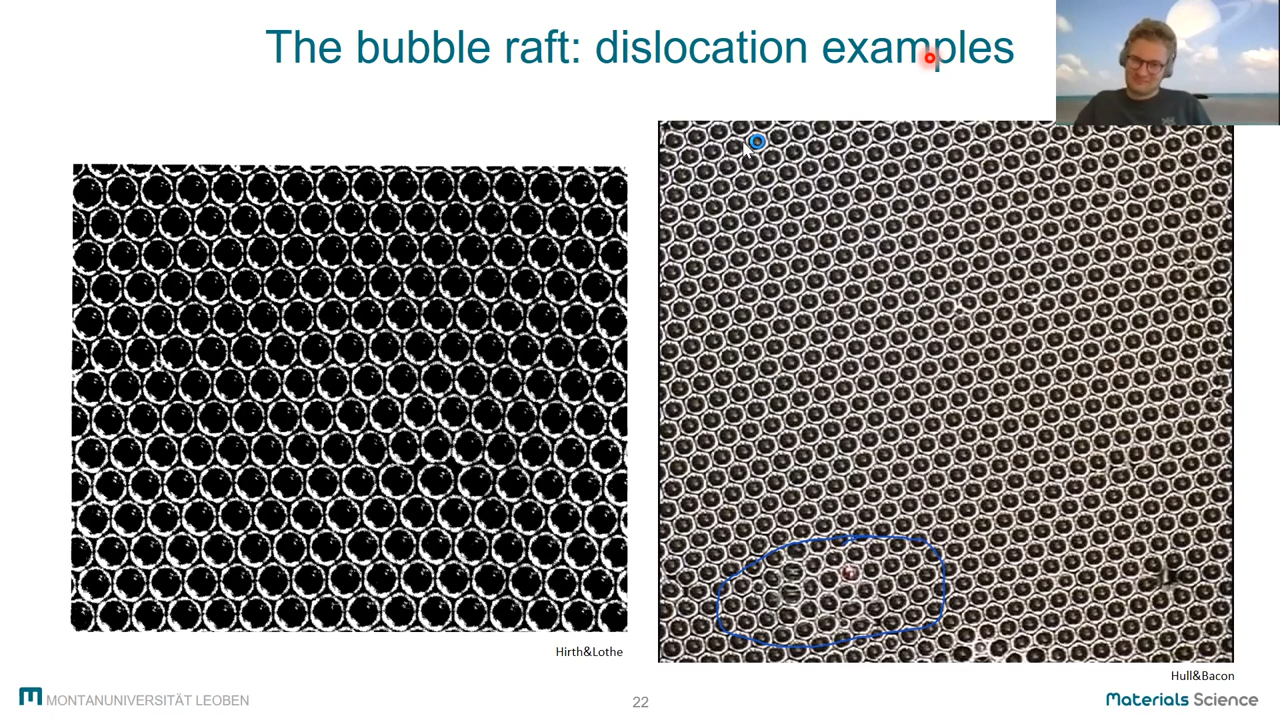 The bubble raft: dislocation examples
Hirth&Lothe
Hull&Bacon
MONTANUNIVERSITÄT LEOBEN
22
Materials Science